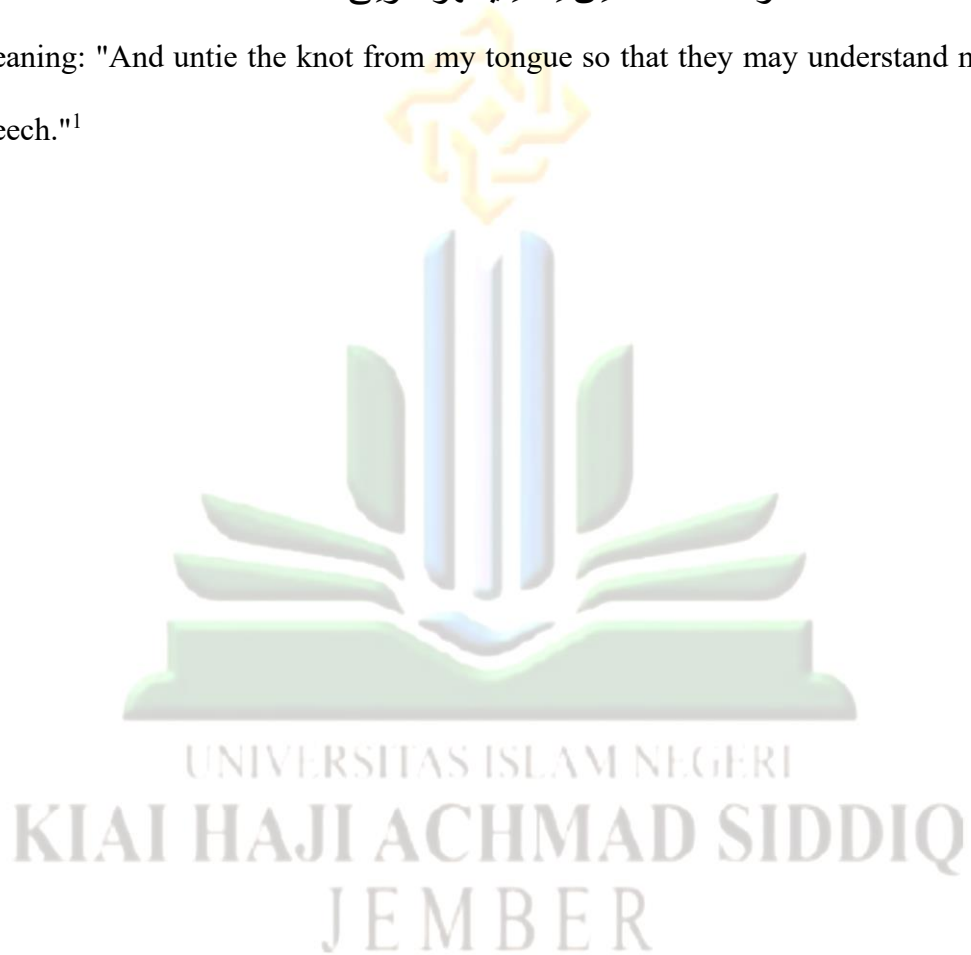 eaning: "And untie the knot from my tongue so that they may understand m
eech."1
UNIVERSITAS ISLAM NEGERI
KIAI HAJI ACHMAD SIDDIQ
JEMBER